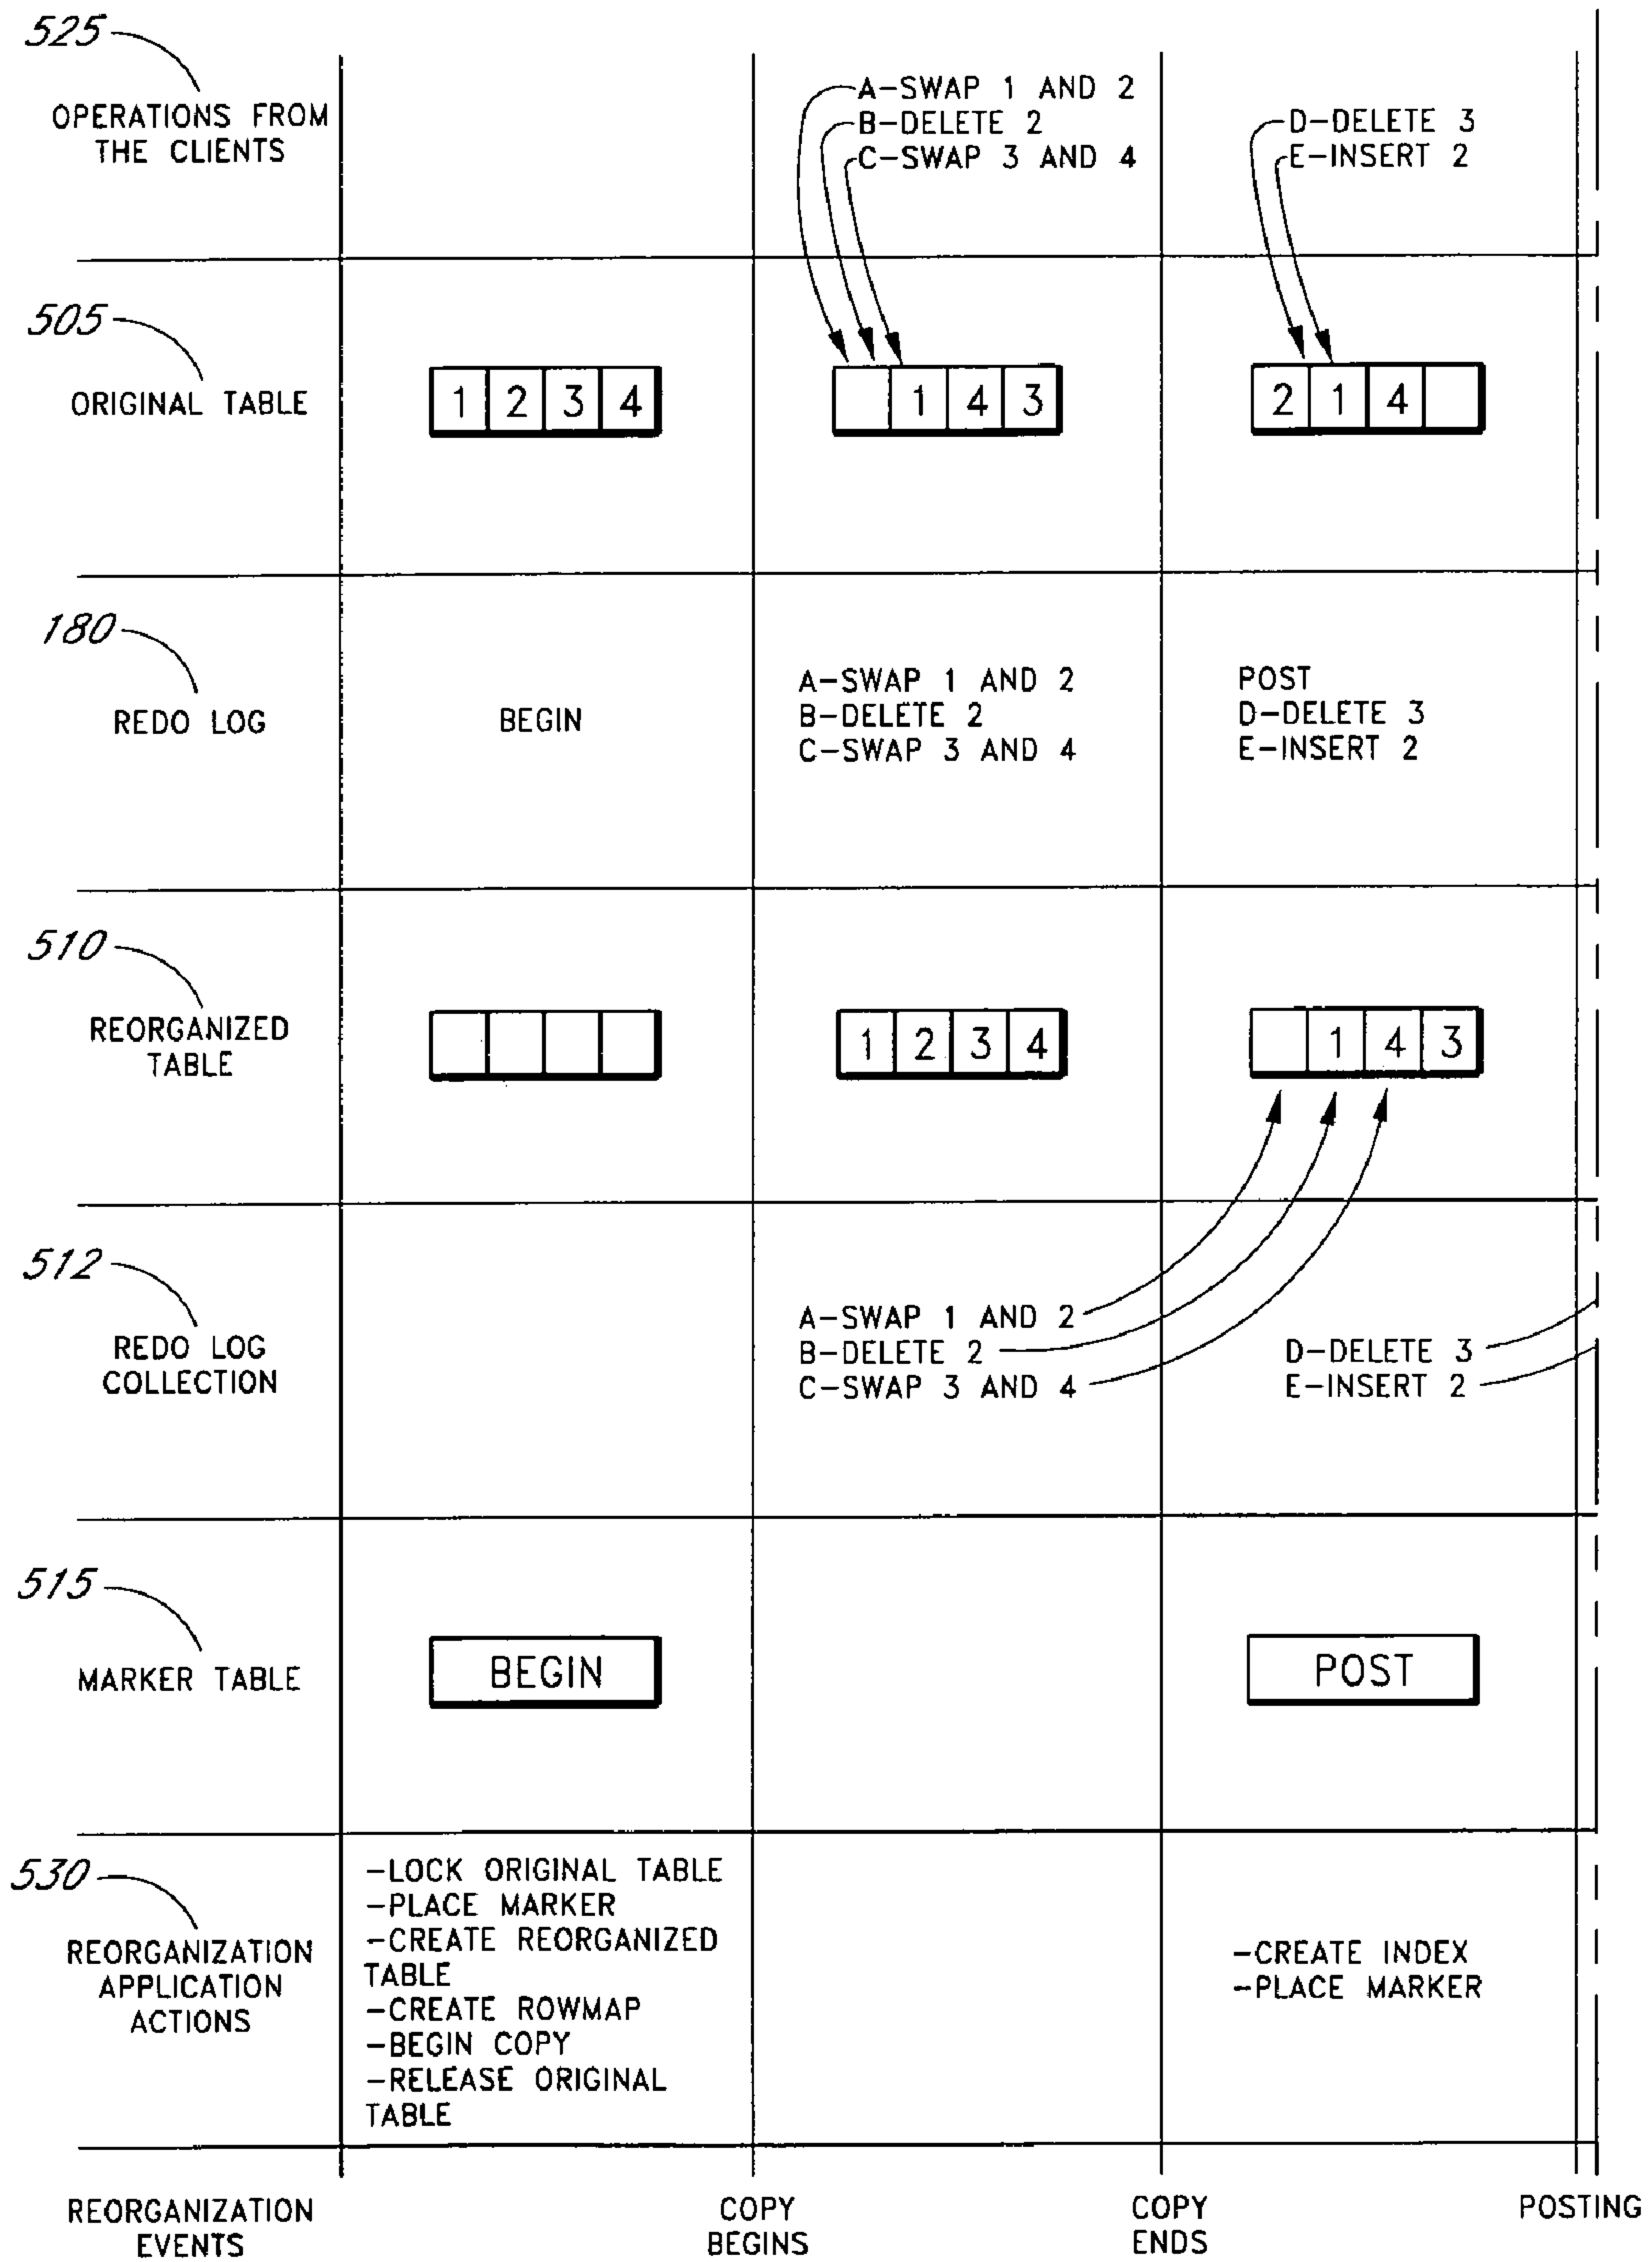 525
OPERATIONS FROM
THE CLIENTS
A-SWAP 1 AND 2
B-DELETE 2
C-SWAP 3 AND 4
D-DELETE 3
E-INSERT 2
505
ORIGINAL TABLE
1 2 3 4
1 4 3
2 1 4
180
REDO LOG
BEGIN
A-SWAP 1 AND 2
B-DELETE 2
C-SWAP 3 AND 4
POST
D-DELETE 3
E-INSERT 2
510
REORGANIZED
TABLE
1 2 3 4
1 4 3
512
REDO LOG
COLLECTION
A-SWAP 1 AND 2
B-DELETE 2
C-SWAP 3 AND 4
D-DELETE 3
E-INSERT 2
515
MARKER TABLE
BEGIN
POST
530
REORGANIZATION
APPLICATION
ACTIONS
-LOCK ORIGINAL TABLE
-PLACE MARKER
-CREATE REORGANIZED
TABLE
-CREATE ROWMAP
-BEGIN COPY
-RELEASE ORIGINAL
TABLE
-CREATE INDEX
-PLACE MARKER
REORGANIZATION
EVENTS
COPY
BEGINS
COPY
ENDS
POSTING